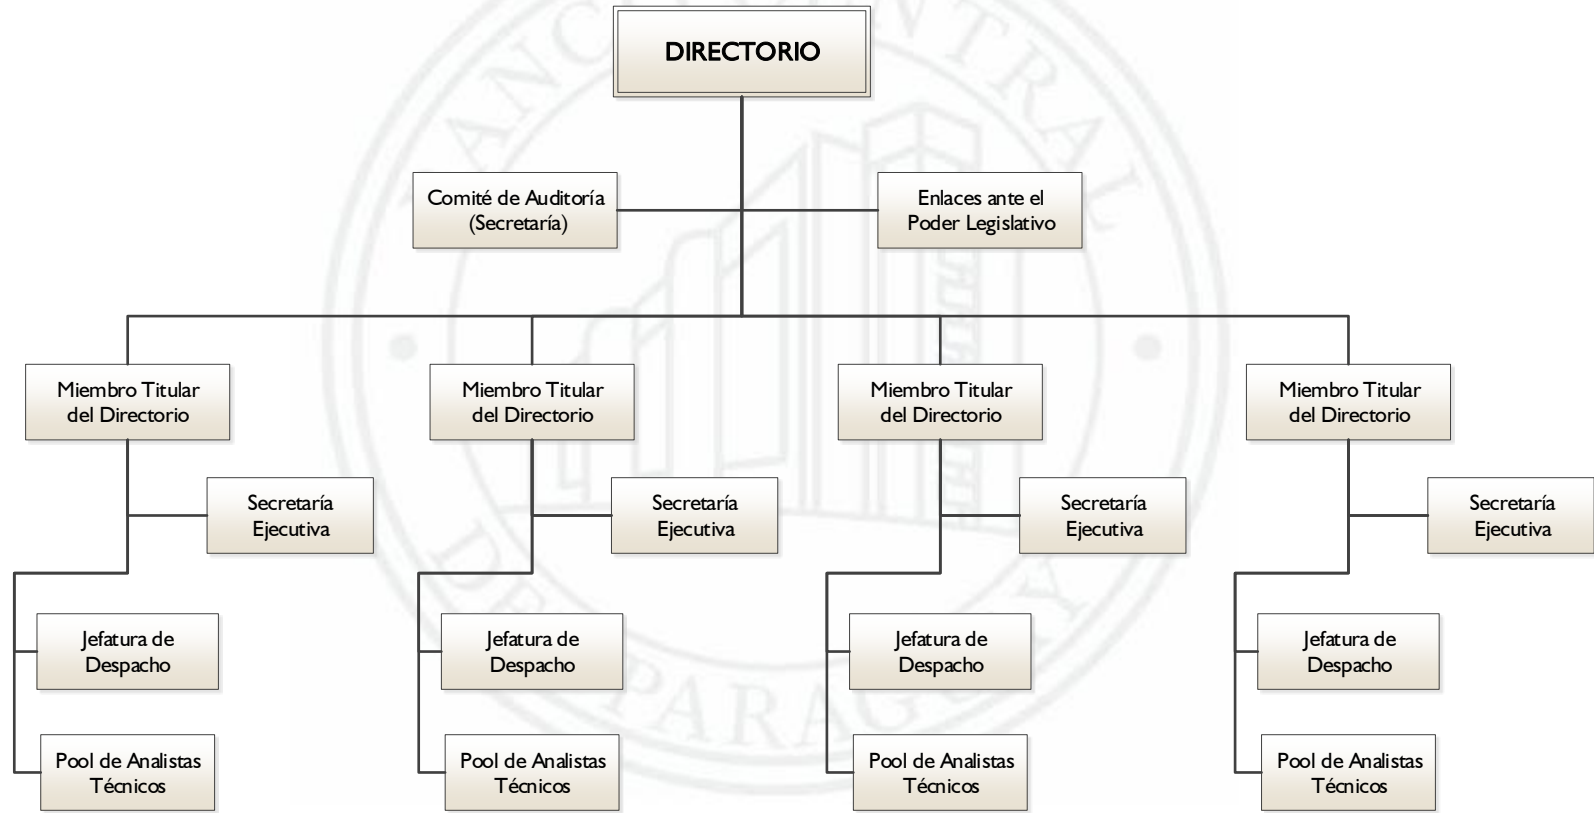 DIRECTORIO
Comité de Auditoría
(Secretaría)
Enlaces ante el
Poder Legislativo
Miembro Titular
del Directorio
Miembro Titular
del Directorio
Miembro Titular
del Directorio
Miembro Titular
del Directorio
Secretaría
Ejecutiva
Secretaría
Ejecutiva
Secretaría
Ejecutiva
Secretaría
Ejecutiva
Jefatura de
Despacho
Jefatura de
Despacho
Jefatura de
Despacho
Jefatura de
Despacho
Pool de Analistas
Técnicos
Pool de Analistas
Técnicos
Pool de Analistas
Técnicos
Pool de Analistas
Técnicos